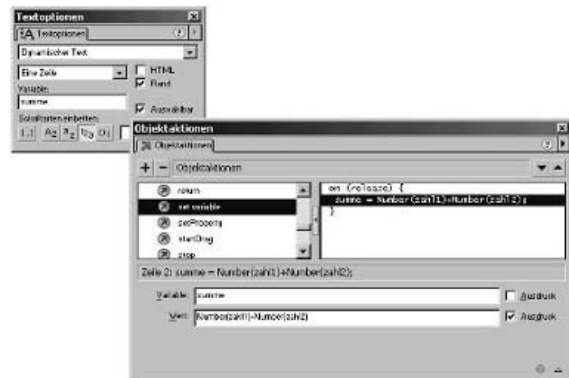 Textoptionen
Textoptionen
Dynamischer Text
Eine Zeile
HTML
Rand
Variable:
summe
Auswählbar
Schriftarten einbetten:
Objektaktionen
Objektaktionen
+ − Objektaktionen
return
set variable
setProperty
startDrag
stop
on (release) {
summe = Number(zahl1)+Number(zahl2);
}
Zeile 2: summe = Number(zahl1)+Number(zahl2);
Variable: summe
Ausdruck
Wert: Number(zahl1)+Number(zahl2)
Ausdruck